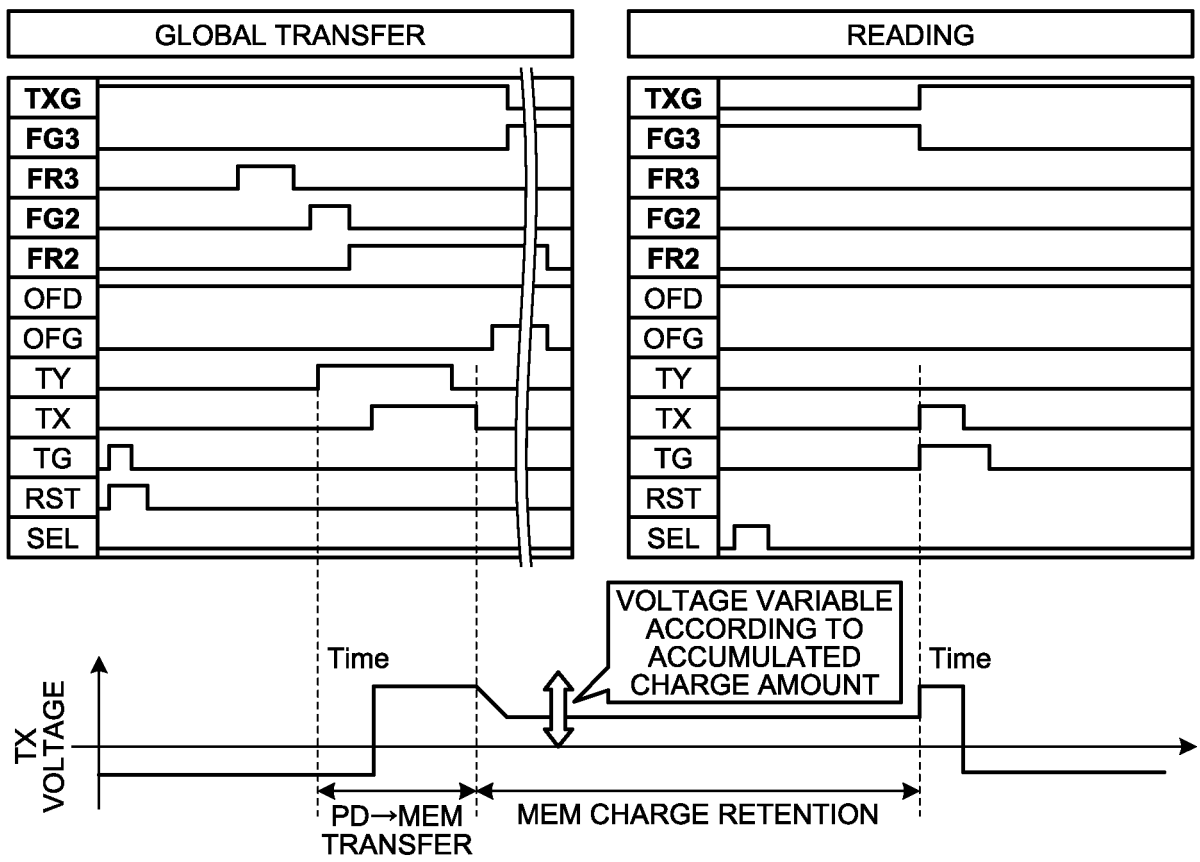 GLOBAL TRANSFER
TXG
FG3
FR3
FG2
FR2
OFD
OFG
TY
TX
TG
RST
SEL
READING
TXG
FG3
FR3
FG2
FR2
OFD
OFG
TY
TX
TG
RST
SEL
VOLTAGE VARIABLE
ACCORDING TO
ACCUMULATED
CHARGE AMOUNT
Time
Time
TX
VOLTAGE
PD→MEM
TRANSFER
MEM CHARGE RETENTION